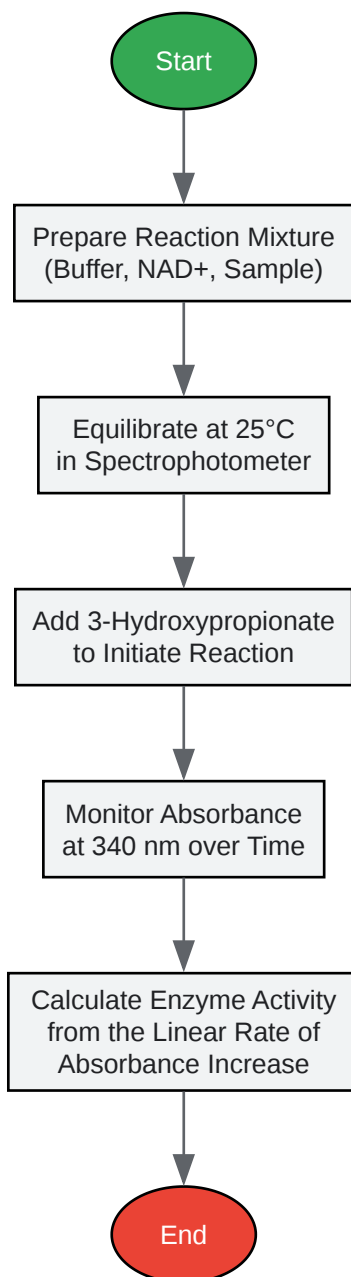 Start
Prepare Reaction Mixture
(Buffer, NAD+, Sample)
Equilibrate at 25°C
in Spectrophotometer
Add 3-Hydroxypropionate
to Initiate Reaction
Monitor Absorbance
at 340 nm over Time
Calculate Enzyme Activity
from the Linear Rate of
Absorbance Increase
End